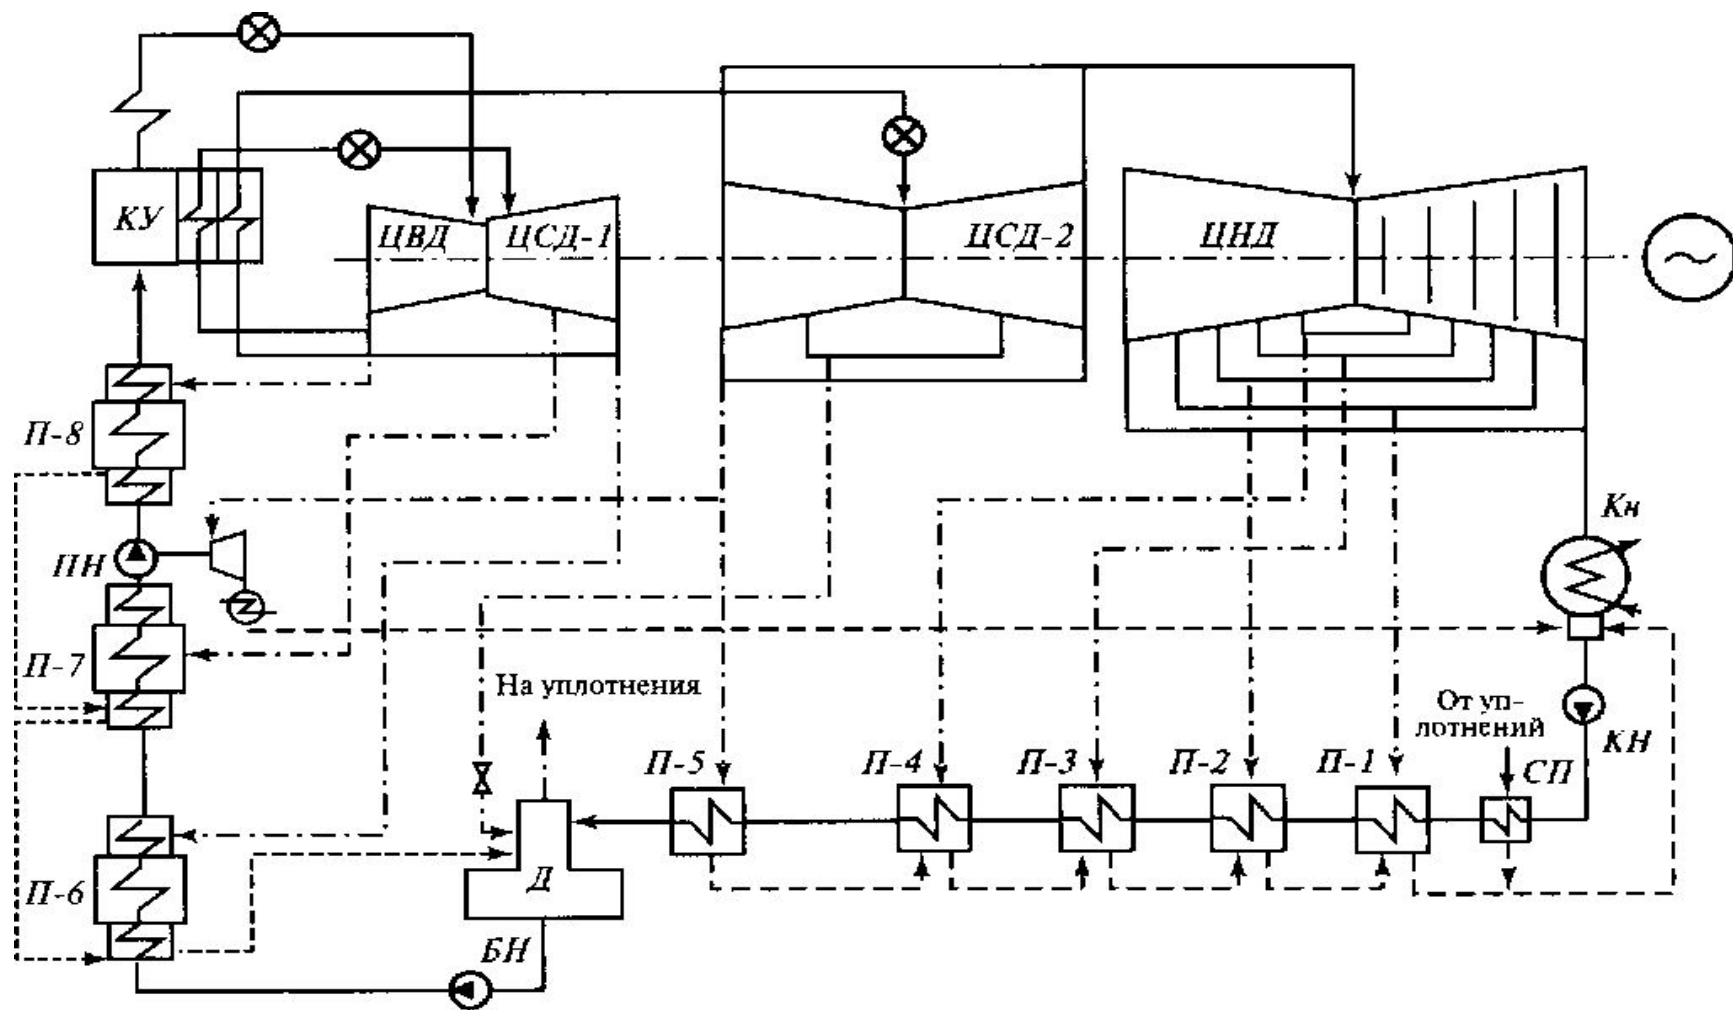 КУ
ЦВД
ЦСД-1
ЦСД-2
ЦНД
П-8
ПН
П-7
П-6
На уплотнения
Д
БН
П-5
П-4
П-3
П-2
П-1
От уп-
лотнений
СП
КН
Кн